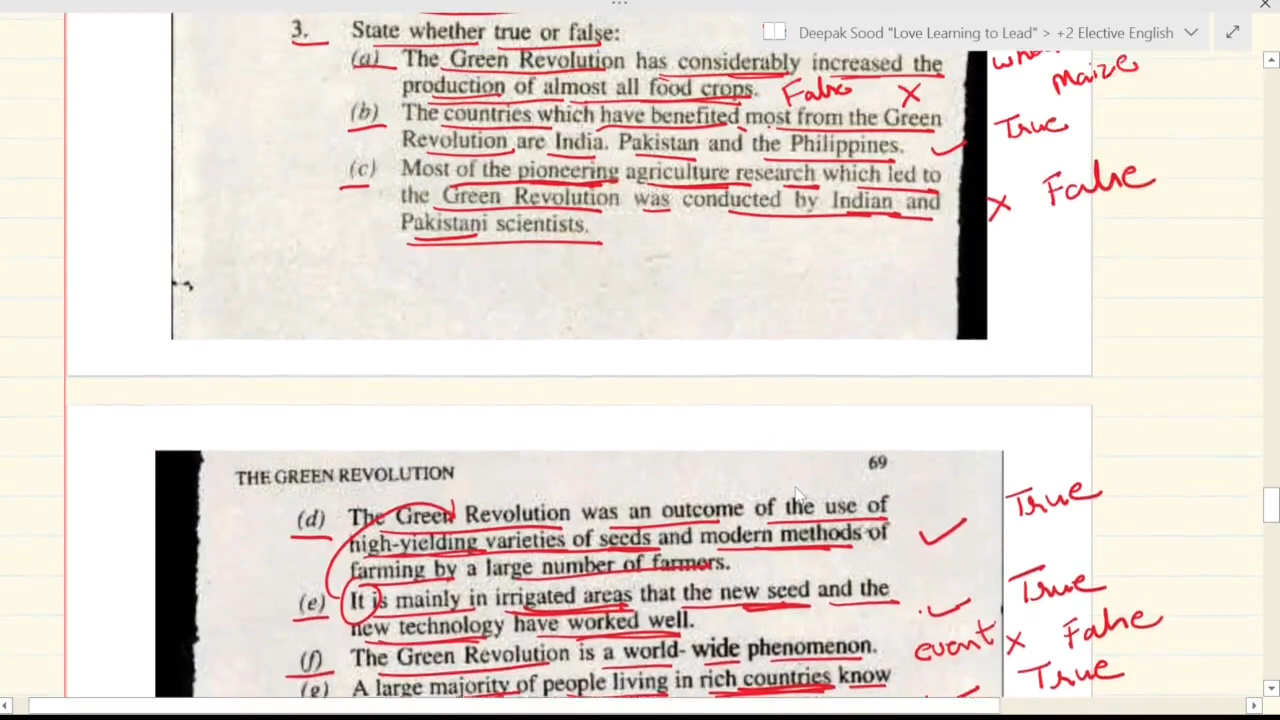 Deepak Sood "Love Learning to Lead" > +2 Elective English
3. State whether true or false:
(a) The Green Revolution has considerably increased the
Maize
production of almost all food crops. False X
(b) The countries which have benefited most from the Green
True
Revolution are India. Pakistan and the Philippines.
(c) Most of the pioneering agriculture research which led to
the Green Revolution was conducted by Indian and
X False
Pakistani scientists.
THE GREEN REVOLUTION 69
(d) The Green Revolution was an outcome of the use of
True
high-yielding varieties of seeds and modern methods of
farming by a large number of farmers.
(e) It is mainly in irrigated areas that the new seed and the
True
new technology have worked well.
event X False
(f) The Green Revolution is a world-wide phenomenon.
True
(g) A large majority of people living in rich countries know